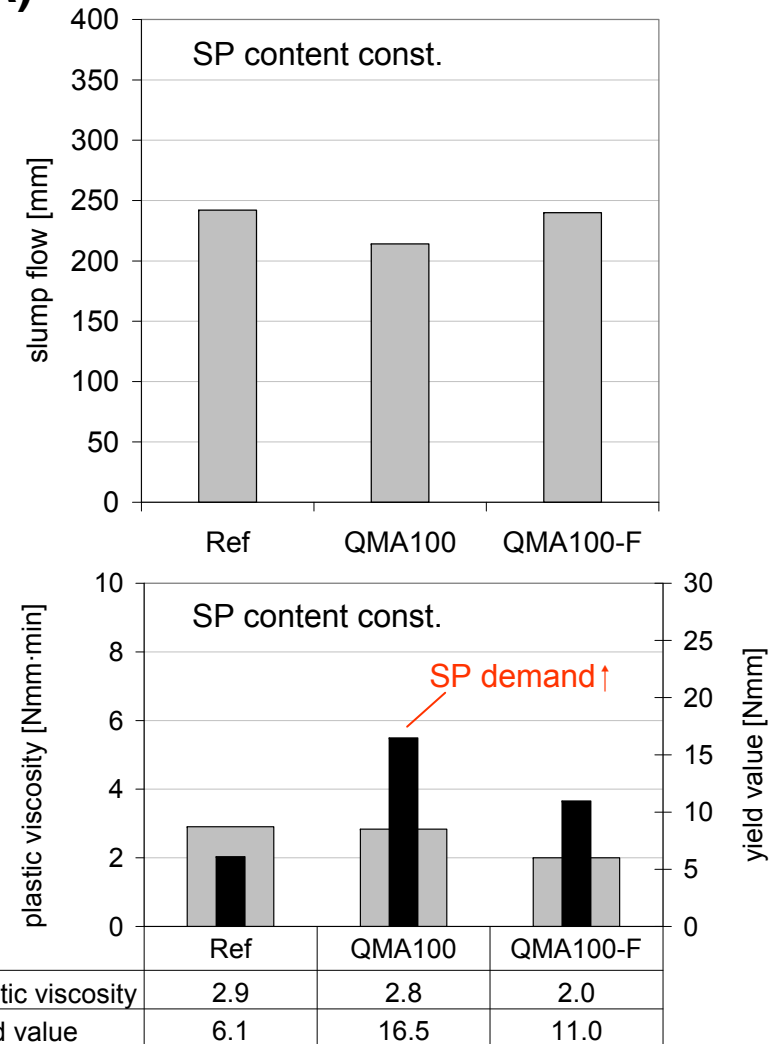 400
SP content const.
350
300
250
200
150
100
50
0
slump flow [mm]
Ref QMA100 QMA100-F
10 30
SP content const.
25
8
SP demand↑
20
6
15
4
10
2
5
0 0
plastic viscosity [Nmm·min]
yield value [Nmm]
Ref QMA100 QMA100-F
tic viscosity 2.9 2.8 2.0
d value 6.1 16.5 11.0